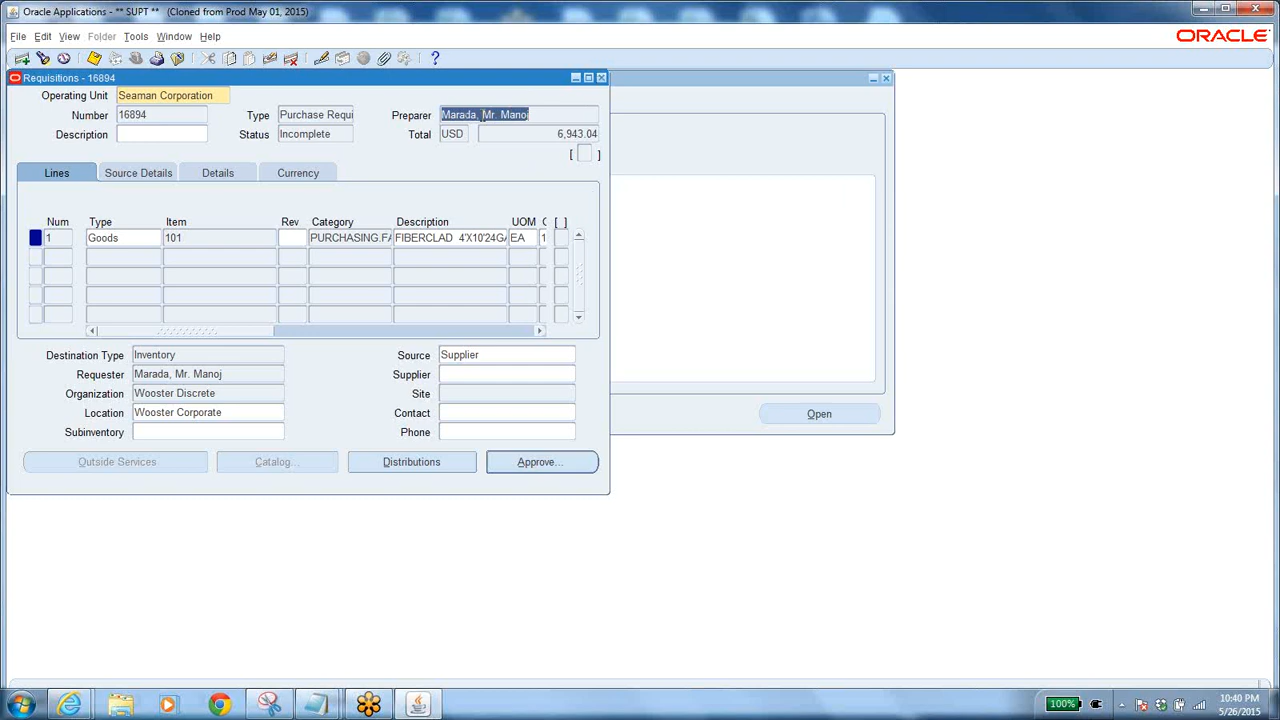 Oracle Applications - ** SUPT ** (Cloned from Prod May 01, 2015)
File Edit View Folder Tools Window Help
ORACLE
Requisitions - 16894
Operating Unit Seaman Corporation
Number 16894 Type Purchase Requi Preparer Marada, Mr. Manoj
Description Status Incomplete Total USD 6,943.04
[ ]
Lines Source Details Details Currency
Num Type Item Rev Category Description UOM C [ ]
1 Goods 101 PURCHASING.FA FIBERCLAD 4'X10'24GA EA 1
Destination Type Inventory Source Supplier
Requester Marada, Mr. Manoj Supplier
Organization Wooster Discrete Site
Location Wooster Corporate Contact
Subinventory Phone
Open
Outside Services Catalog... Distributions Approve...
100% 10:40 PM
5/26/2015